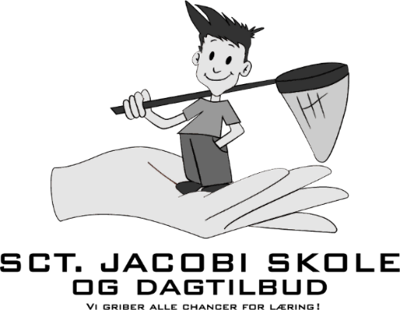 SCT. JACOBI SKOLE
OG DAGTILBUD
VI GRIBER ALLE CHANCER FOR LÆRING!